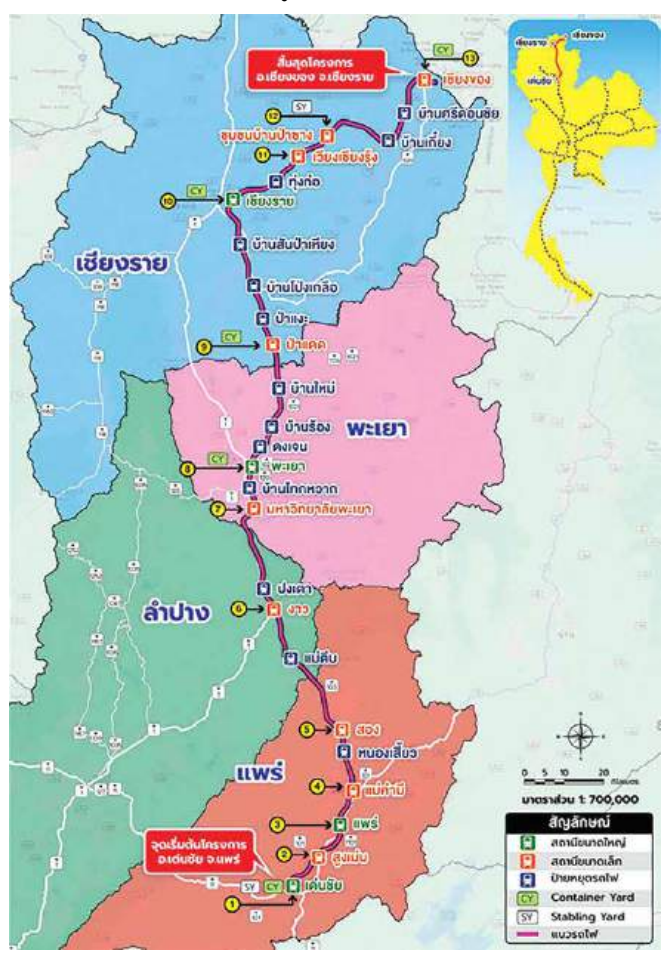 สิ้นสุดโครงการ
อ.เชียงของ จ.เชียงราย
CY
13
เชียงของ
เชียงราย
เชียงของ
เด่นชัย
SY
12
บ้านศรีดอนชัย
ชุมชนบ้านป่าซาง
บ้านเกี๋ยง
11
เวียงเชียงรุ้ง
ทุ่งก่อ
CY
10
เชียงราย
บ้านสันป่าเหียง
เชียงราย
บ้านโป่งเกลือ
ป่าแงะ
CY
9
ป่าแดด
บ้านใหม่
บ้านร้อง
พะเยา
ดงเจน
CY
8
พะเยา
บ้านโทกหวาก
7
มหาวิทยาลัยพะเยา
ปงเตา
ลำปาง
6
งาว
แม่ตีบ
5
สอง
หนองเสี้ยว
แพร่
4
แม่คำมี
3
แพร่
จุดเริ่มต้นโครงการ
อ.เด่นชัย จ.แพร่
2
สูงเม่น
SY
CY
เด่นชัย
1
0 5 10 20
กิโลเมตร
มาตราส่วน 1: 700,000
สัญลักษณ์
สถานีขนาดใหญ่
สถานีขนาดเล็ก
ป้ายหยุดรถไฟ
CY Container Yard
SY Stabling Yard
แนวรถไฟ